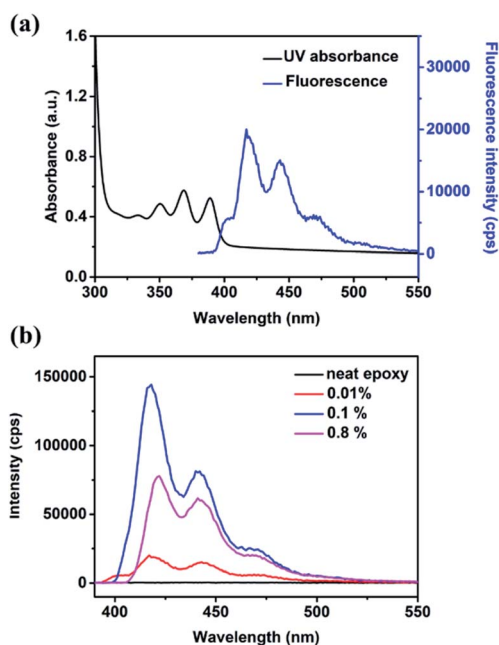 (a)
1.6
1.2
0.8
0.4
0.0
Absorbance (a.u.)
UV absorbance
Fluorescence
30000
20000
10000
0
Fluorescence intensity (cps)
300 350 400 450 500 550
Wavelength (nm)
(b)
150000
100000
50000
0
Intensity (cps)
neat epoxy
0.01%
0.1 %
0.8 %
400 450 500 550
Wavelength (nm)